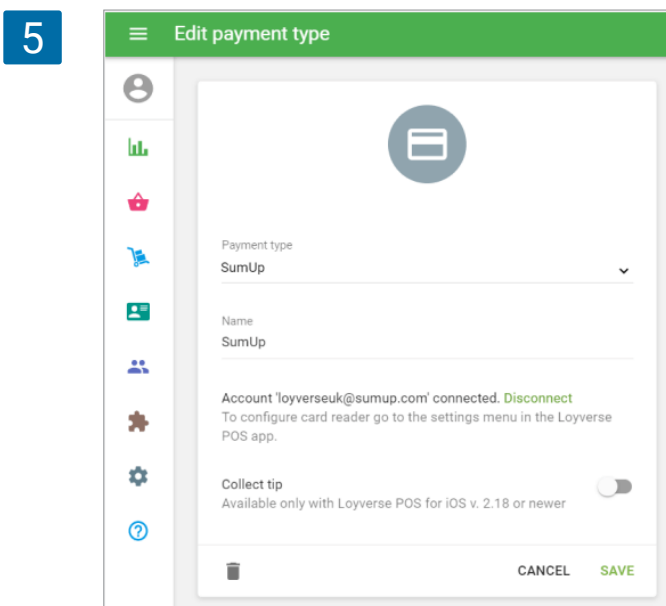 5
Edit payment type
Payment type
SumUp
Name
SumUp
Account 'loyverseuk@sumup.com' connected. Disconnect
To configure card reader go to the settings menu in the Loyverse
POS app.
Collect tip
Available only with Loyverse POS for iOS v. 2.18 or newer
CANCEL SAVE